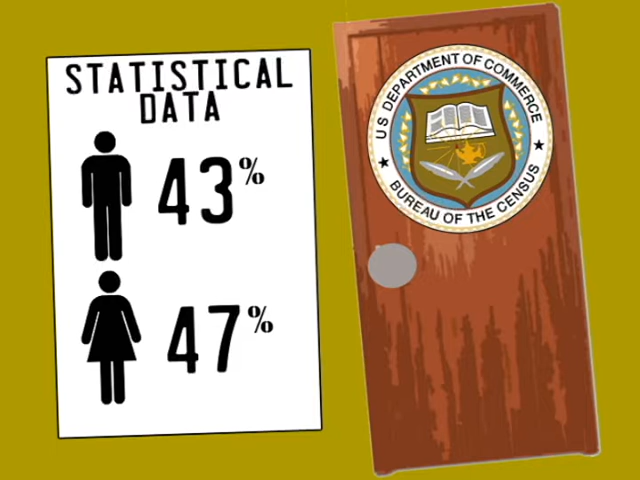 STATISTICAL
DATA
43%
47%
US DEPARTMENT OF COMMERCE
BUREAU OF THE CENSUS